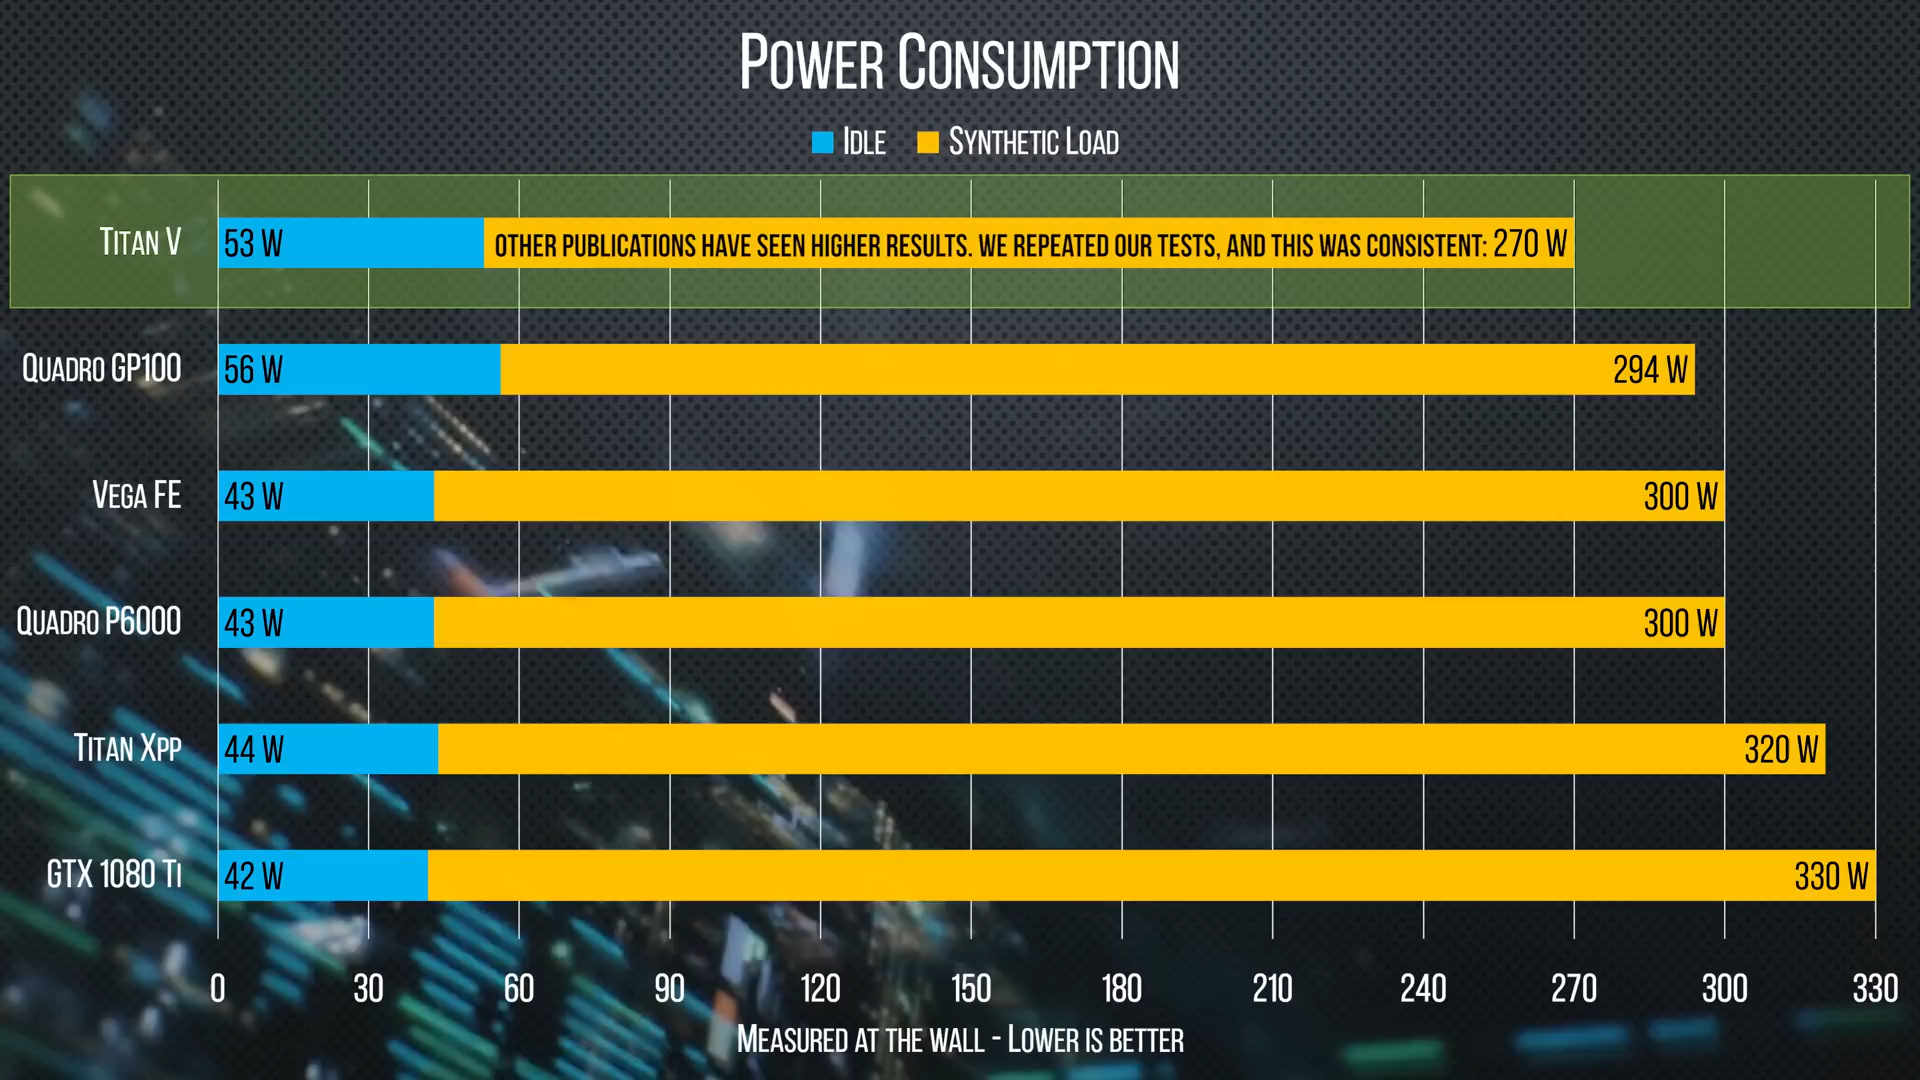 Power Consumption
Idle Synthetic Load
Titan V 53 W OTHER PUBLICATIONS HAVE SEEN HIGHER RESULTS. WE REPEATED OUR TESTS, AND THIS WAS CONSISTENT: 270 W
Quadro GP100 56 W 294 W
Vega FE 43 W 300 W
Quadro P6000 43 W 300 W
Titan Xpp 44 W 320 W
GTX 1080 Ti 42 W 330 W
0 30 60 90 120 150 180 210 240 270 300 330
Measured at the wall - Lower is better